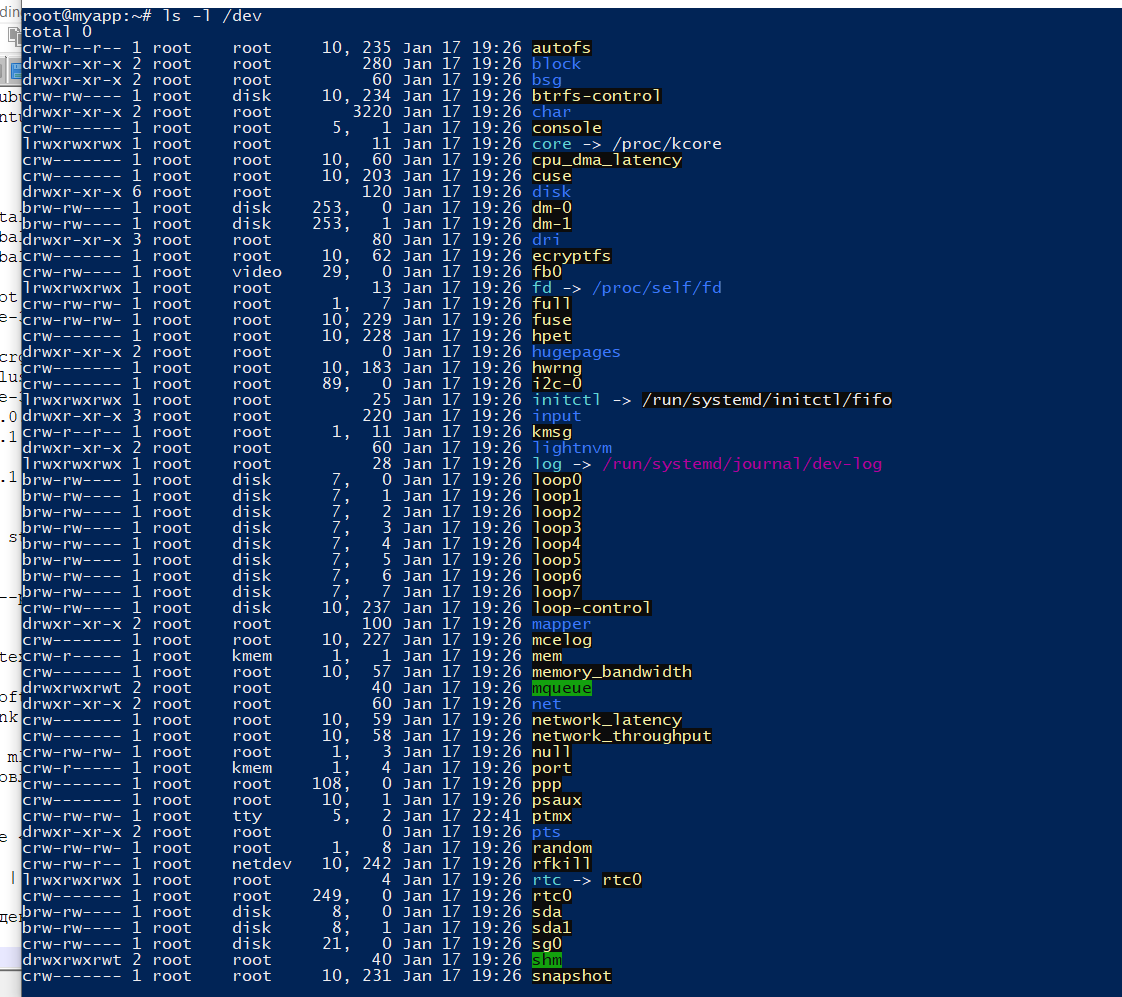 root@myapp:~# ls -l /dev
total 0
crw-r--r-- 1 root    root     10, 235 Jan 17 19:26 autofs
drwxr-xr-x 2 root    root         280 Jan 17 19:26 block
drwxr-xr-x 2 root    root          60 Jan 17 19:26 bsg
crw-rw---- 1 root    disk     10, 234 Jan 17 19:26 btrfs-control
drwxr-xr-x 2 root    root        3220 Jan 17 19:26 char
crw------- 1 root    root      5,   1 Jan 17 19:26 console
lrwxrwxrwx 1 root    root          11 Jan 17 19:26 core -> /proc/kcore
crw------- 1 root    root     10,  60 Jan 17 19:26 cpu_dma_latency
crw------- 1 root    root     10, 203 Jan 17 19:26 cuse
drwxr-xr-x 6 root    root         120 Jan 17 19:26 disk
brw-rw---- 1 root    disk    253,   0 Jan 17 19:26 dm-0
brw-rw---- 1 root    disk    253,   1 Jan 17 19:26 dm-1
drwxr-xr-x 3 root    root          80 Jan 17 19:26 dri
crw------- 1 root    root     10,  62 Jan 17 19:26 ecryptfs
crw-rw---- 1 root    video    29,   0 Jan 17 19:26 fb0
lrwxrwxrwx 1 root    root          13 Jan 17 19:26 fd -> /proc/self/fd
crw-rw-rw- 1 root    root      1,   7 Jan 17 19:26 full
crw-rw-rw- 1 root    root     10, 229 Jan 17 19:26 fuse
crw------- 1 root    root     10, 228 Jan 17 19:26 hpet
drwxr-xr-x 2 root    root           0 Jan 17 19:26 hugepages
crw------- 1 root    root     10, 183 Jan 17 19:26 hwrng
crw------- 1 root    root     89,   0 Jan 17 19:26 i2c-0
lrwxrwxrwx 1 root    root          25 Jan 17 19:26 initctl -> /run/systemd/initctl/fifo
drwxr-xr-x 3 root    root         220 Jan 17 19:26 input
crw-r--r-- 1 root    root      1,  11 Jan 17 19:26 kmsg
drwxr-xr-x 2 root    root          60 Jan 17 19:26 lightnvm
lrwxrwxrwx 1 root    root          28 Jan 17 19:26 log -> /run/systemd/journal/dev-log
brw-rw---- 1 root    disk      7,   0 Jan 17 19:26 loop0
brw-rw---- 1 root    disk      7,   1 Jan 17 19:26 loop1
brw-rw---- 1 root    disk      7,   2 Jan 17 19:26 loop2
brw-rw---- 1 root    disk      7,   3 Jan 17 19:26 loop3
brw-rw---- 1 root    disk      7,   4 Jan 17 19:26 loop4
brw-rw---- 1 root    disk      7,   5 Jan 17 19:26 loop5
brw-rw---- 1 root    disk      7,   6 Jan 17 19:26 loop6
brw-rw---- 1 root    disk      7,   7 Jan 17 19:26 loop7
crw-rw---- 1 root    disk     10, 237 Jan 17 19:26 loop-control
drwxr-xr-x 2 root    root         100 Jan 17 19:26 mapper
crw------- 1 root    root     10, 227 Jan 17 19:26 mcelog
crw-r----- 1 root    kmem      1,   1 Jan 17 19:26 mem
crw------- 1 root    root     10,  57 Jan 17 19:26 memory_bandwidth
drwxrwxrwt 2 root    root          40 Jan 17 19:26 mqueue
drwxr-xr-x 2 root    root          60 Jan 17 19:26 net
crw------- 1 root    root     10,  59 Jan 17 19:26 network_latency
crw------- 1 root    root     10,  58 Jan 17 19:26 network_throughput
crw-rw-rw- 1 root    root      1,   3 Jan 17 19:26 null
crw-r----- 1 root    kmem      1,   4 Jan 17 19:26 port
crw------- 1 root    root    108,   0 Jan 17 19:26 ppp
crw------- 1 root    root     10,   1 Jan 17 19:26 psaux
crw-rw-rw- 1 root    tty       5,   2 Jan 17 22:41 ptmx
drwxr-xr-x 2 root    root           0 Jan 17 19:26 pts
crw-rw-rw- 1 root    root      1,   8 Jan 17 19:26 random
crw-rw-r-- 1 root    netdev   10, 242 Jan 17 19:26 rfkill
lrwxrwxrwx 1 root    root           4 Jan 17 19:26 rtc -> rtc0
crw------- 1 root    root    249,   0 Jan 17 19:26 rtc0
brw-rw---- 1 root    disk      8,   0 Jan 17 19:26 sda
brw-rw---- 1 root    disk      8,   1 Jan 17 19:26 sda1
crw-rw---- 1 root    disk     21,   0 Jan 17 19:26 sg0
drwxrwxrwt 2 root    root          40 Jan 17 19:26 shm
crw------- 1 root    root     10, 231 Jan 17 19:26 snapshot